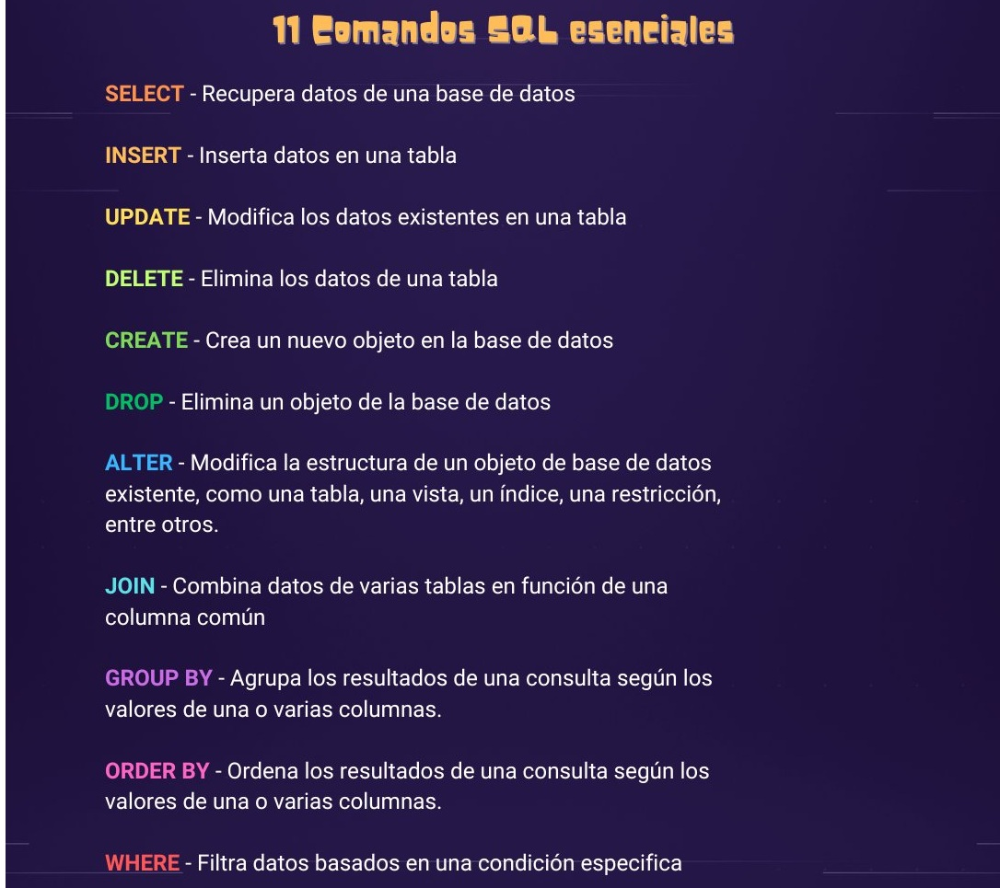 11 Comandos SQL esenciales
SELECT - Recupera datos de una base de datos
INSERT - Inserta datos en una tabla
UPDATE - Modifica los datos existentes en una tabla
DELETE - Elimina los datos de una tabla
CREATE - Crea un nuevo objeto en la base de datos
DROP - Elimina un objeto de la base de datos
ALTER - Modifica la estructura de un objeto de base de datos
existente, como una tabla, una vista, un índice, una restricción,
entre otros.
JOIN - Combina datos de varias tablas en función de una
columna común
GROUP BY - Agrupa los resultados de una consulta según los
valores de una o varias columnas.
ORDER BY - Ordena los resultados de una consulta según los
valores de una o varias columnas.
WHERE - Filtra datos basados en una condición especifica